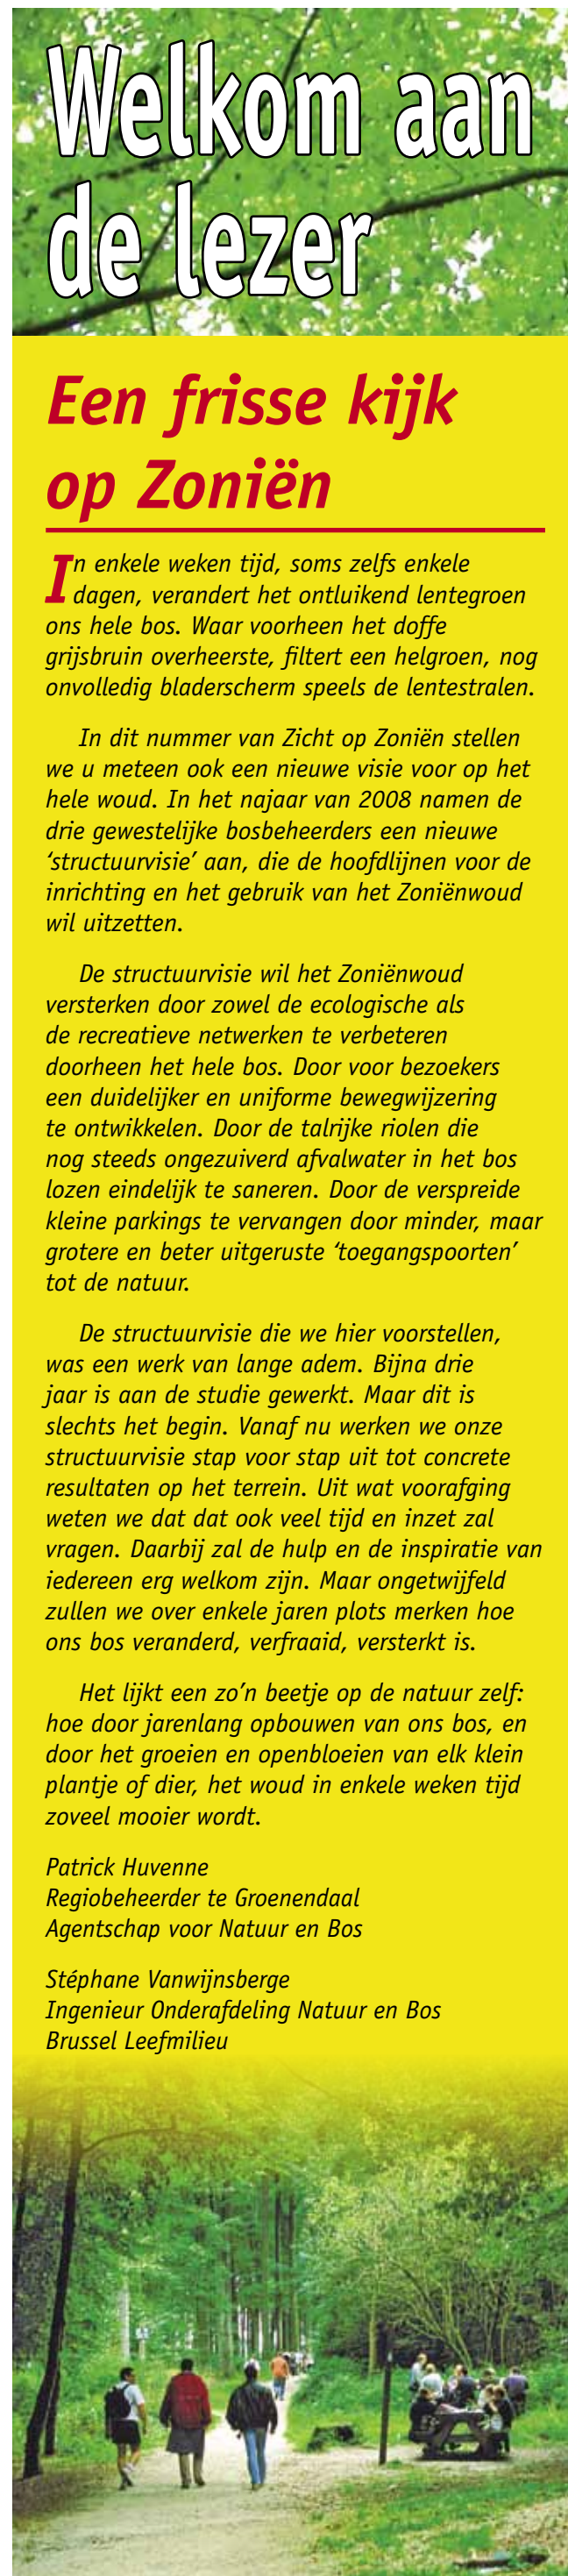 Welkom aan
de lezer
Een frisse kijk
op Zoniën
In enkele weken tijd, soms zelfs enkele
dagen, verandert het ontluikend lentegroen
ons hele bos. Waar voorheen het doffe
grijsbruin overheerste, filtert een helgroen, nog
onvolledig bladerscherm speels de lentestralen.
In dit nummer van Zicht op Zoniën stellen
we u meteen ook een nieuwe visie voor op het
hele woud. In het najaar van 2008 namen de
drie gewestelijke bosbeheerders een nieuwe
‘structuurvisie’ aan, die de hoofdlijnen voor de
inrichting en het gebruik van het Zoniënwoud
wil uitzetten.
De structuurvisie wil het Zoniënwoud
versterken door zowel de ecologische als
de recreatieve netwerken te verbeteren
doorheen het hele bos. Door voor bezoekers
een duidelijker en uniforme bewegwijzering
te ontwikkelen. Door de talrijke riolen die
nog steeds ongezuiverd afvalwater in het bos
lozen eindelijk te saneren. Door de verspreide
kleine parkings te vervangen door minder, maar
grotere en beter uitgeruste ‘toegangspoorten’
tot de natuur.
De structuurvisie die we hier voorstellen,
was een werk van lange adem. Bijna drie
jaar is aan de studie gewerkt. Maar dit is
slechts het begin. Vanaf nu werken we onze
structuurvisie stap voor stap uit tot concrete
resultaten op het terrein. Uit wat voorafging
weten we dat dat ook veel tijd en inzet zal
vragen. Daarbij zal de hulp en de inspiratie van
iedereen erg welkom zijn. Maar ongetwijfeld
zullen we over enkele jaren plots merken hoe
ons bos veranderd, verfraaid, versterkt is.
Het lijkt een zo’n beetje op de natuur zelf:
hoe door jarenlang opbouwen van ons bos, en
door het groeien en openbloeien van elk klein
plantje of dier, het woud in enkele weken tijd
zoveel mooier wordt.
Patrick Huvenne
Regiobeheerder te Groenendaal
Agentschap voor Natuur en Bos
Stéphane Vanwijnsberge
Ingenieur Onderafdeling Natuur en Bos
Brussel Leefmilieu